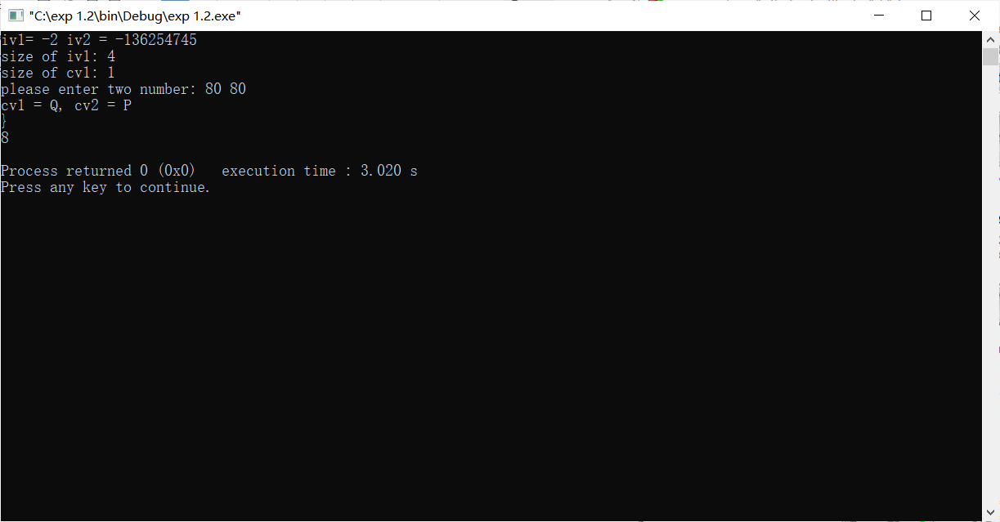 "C:\exp 1.2\bin\Debug\exp 1.2.exe"
iv1= -2 iv2 = -136254745
size of iv1: 4
size of cv1: 1
please enter two number: 80 80
cv1 = Q, cv2 = P
}
8
Process returned 0 (0x0)   execution time : 3.020 s
Press any key to continue.